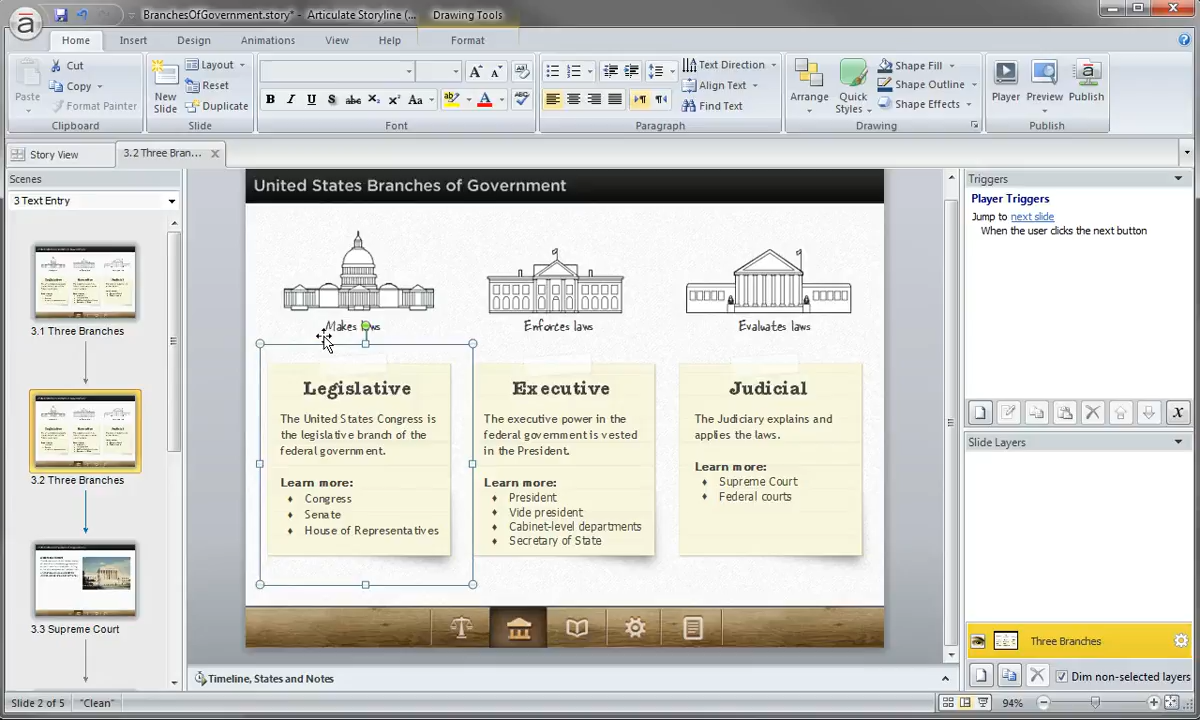 BranchesOfGovernment.story* - Articulate Storyline (...
Drawing Tools
Home
Insert
Design
Animations
View
Help
Format
Paste
Cut
Copy
Format Painter
Clipboard
New Slide
Layout
Reset
Duplicate
Slide
B I U S abc X₂ X² Aa
Font
Text Direction
Align Text
Find Text
Paragraph
Arrange
Quick Styles
Shape Fill
Shape Outline
Shape Effects
Drawing
Player
Preview
Publish
Publish
Story View
3.2 Three Bran...
Scenes
3 Text Entry
3.1 Three Branches
3.2 Three Branches
3.3 Supreme Court
United States Branches of Government
Makes laws
Enforces laws
Evaluates laws
Legislative
The United States Congress is
the legislative branch of the
federal government.
Learn more:
♦ Congress
♦ Senate
♦ House of Representatives
Executive
The executive power in the
federal government is vested
in the President.
Learn more:
♦ President
♦ Vide president
♦ Cabinet-level departments
♦ Secretary of State
Judicial
The Judiciary explains and
applies the laws.
Learn more:
♦ Supreme Court
♦ Federal courts
Timeline, States and Notes
Triggers
Player Triggers
Jump to next slide
When the user clicks the next button
Slide Layers
Three Branches
Dim non-selected layers
Slide 2 of 5
"Clean"
94%